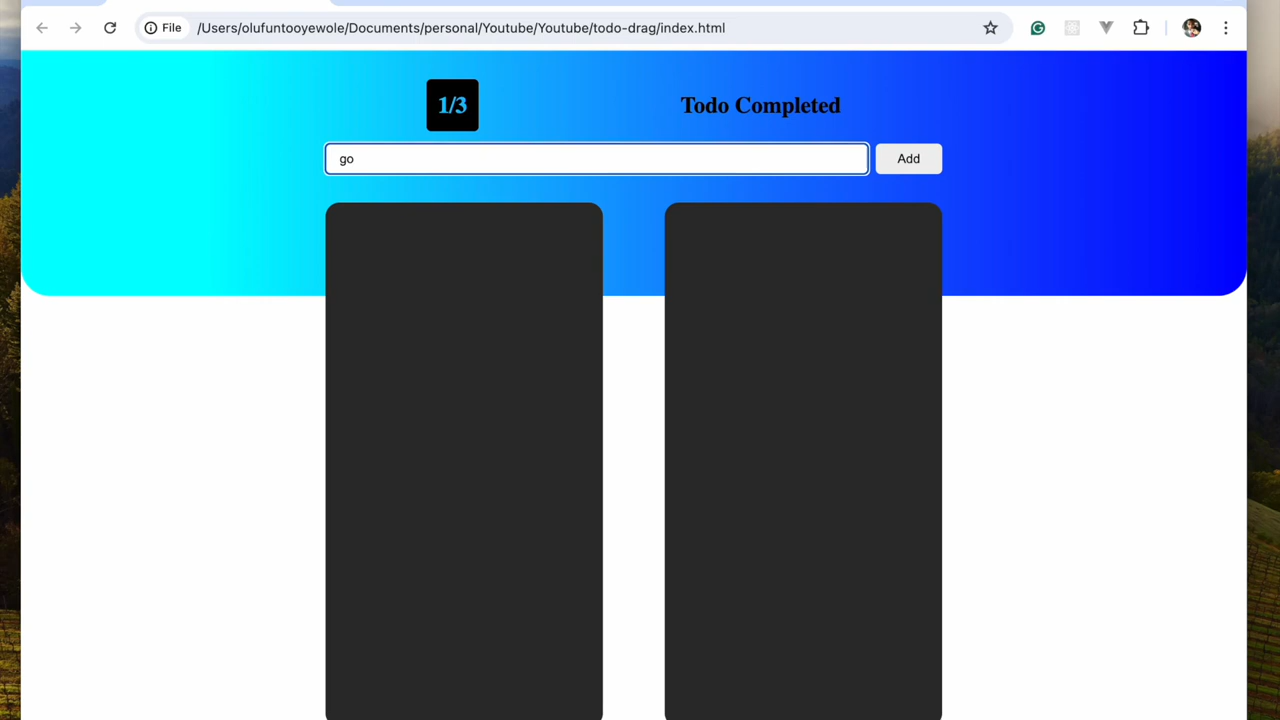 File /Users/olufuntooyewole/Documents/personal/Youtube/Youtube/todo-drag/index.html
1/3 Todo Completed
go Add